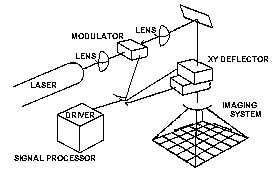 LENS
MODULATOR
LENS
XY DEFLECTOR
LASER
DRIVER
IMAGING
SYSTEM
SIGNAL PROCESSOR